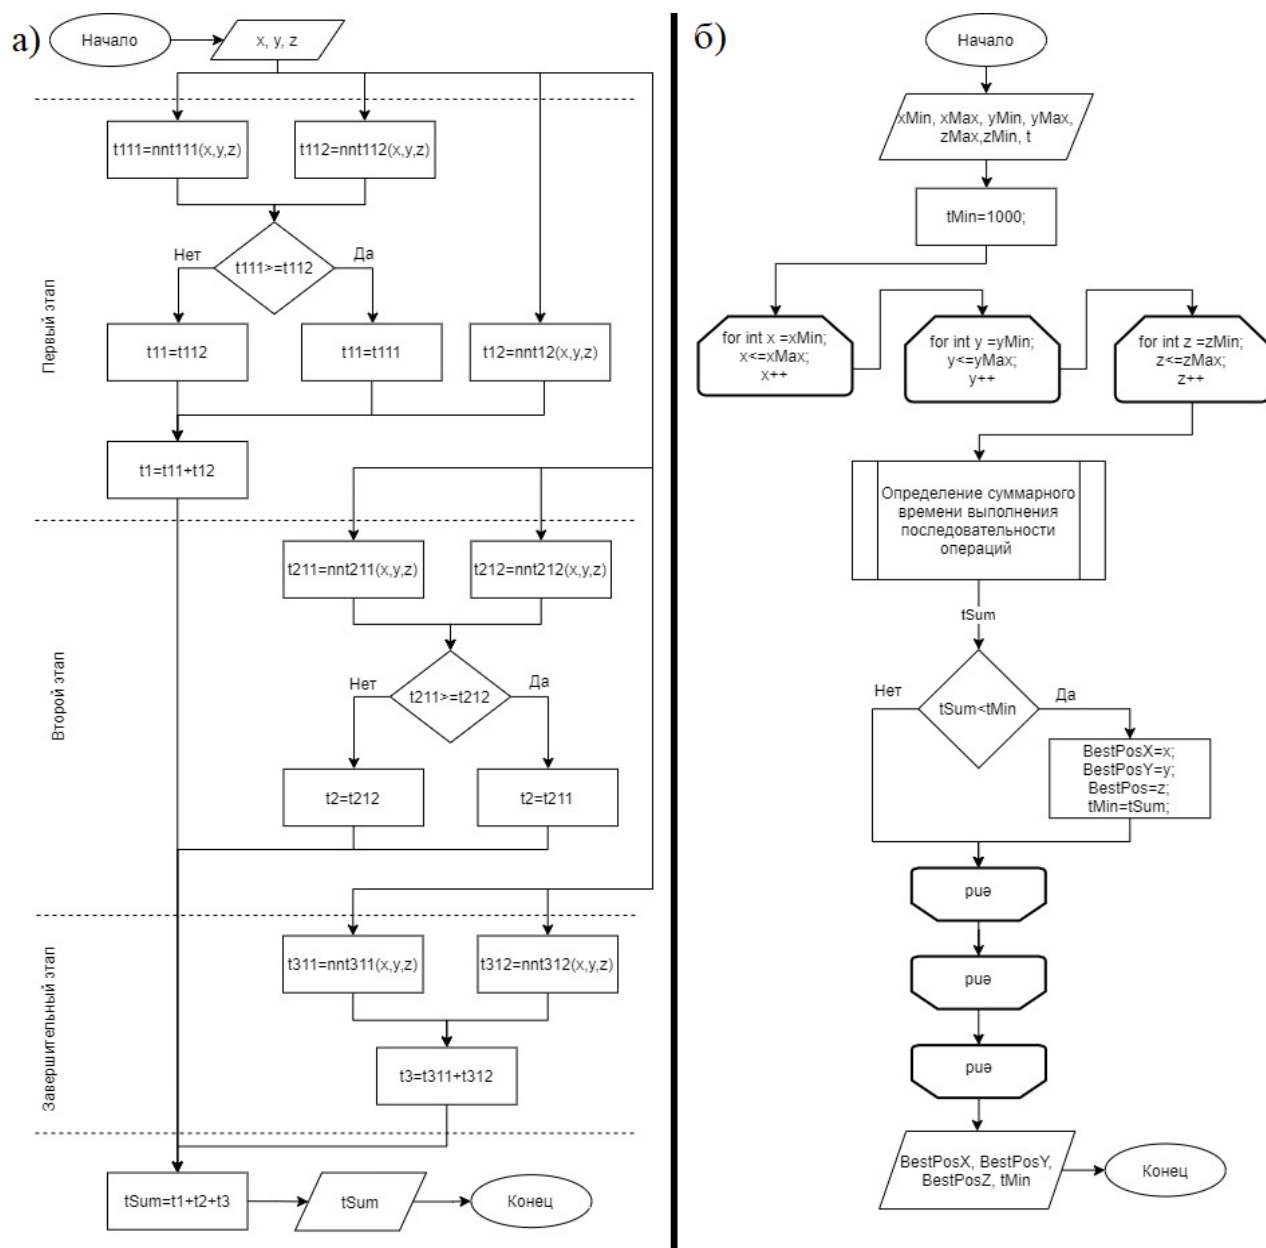 а)
Начало
x, y, z
t111=nnt111(x,y,z)
t112=nnt112(x,y,z)
t111>=t112
Нет
Да
Первый этап
t11=t112
t11=t111
t12=nnt12(x,y,z)
t1=t11+t12
t211=nnt211(x,y,z)
t212=nnt212(x,y,z)
t211>=t212
Нет
Да
Второй этап
t2=t212
t2=t211
t311=nnt311(x,y,z)
t312=nnt312(x,y,z)
Завершительный этап
t3=t311+t312
tSum=t1+t2+t3
tSum
Конец
б)
Начало
xMin, xMax, yMin, yMax,
zMax,zMin, t
tMin=1000;
for int x =xMin;
x<=xMax;
x++
for int y =yMin;
y<=yMax;
y++
for int z =zMin;
z<=zMax;
z++
Определение суммарного
времени выполнения
последовательности
операций
tSum
tSum<tMin
Нет
Да
BestPosX=x;
BestPosY=y;
BestPos=z;
tMin=tSum;
end
end
end
BestPosX, BestPosY,
BestPosZ, tMin
Конец